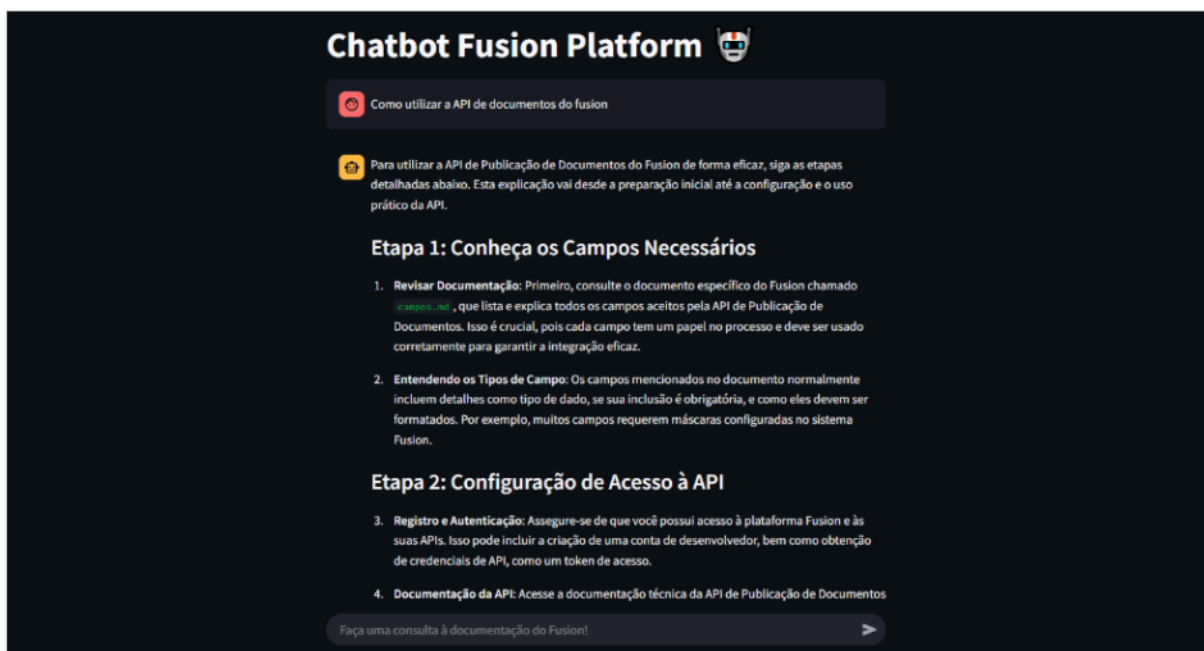 Chatbot Fusion Platform
Como utilizar a API de documentos do fusion
Para utilizar a API de Publicação de Documentos do Fusion de forma eficaz, siga as etapas
detalhadas abaixo. Esta explicação vai desde a preparação inicial até a configuração e o uso
prático da API.
Etapa 1: Conheça os Campos Necessários
1. Revisar Documentação: Primeiro, consulte o documento específico do Fusion chamado
campos.md, que lista e explica todos os campos aceitos pela API de Publicação de
Documentos. Isso é crucial, pois cada campo tem um papel no processo e deve ser usado
corretamente para garantir a integração eficaz.
2. Entendendo os Tipos de Campo: Os campos mencionados no documento normalmente
incluem detalhes como tipo de dado, se sua inclusão é obrigatória, e como eles devem ser
formatados. Por exemplo, muitos campos requerem máscaras configuradas no sistema
Fusion.
Etapa 2: Configuração de Acesso à API
3. Registro e Autenticação: Assegure-se de que você possui acesso à plataforma Fusion e às
suas APIs. Isso pode incluir a criação de uma conta de desenvolvedor, bem como obtenção
de credenciais de API, como um token de acesso.
4. Documentação da API: Acesse a documentação técnica da API de Publicação de Documentos
Faça uma consulta à documentação do Fusion!